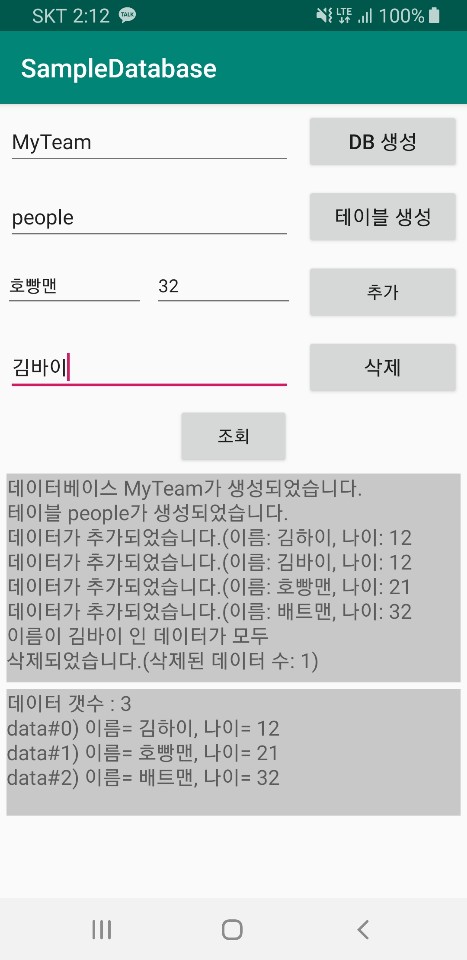 SKT 2:12 TALK LTE 100%
SampleDatabase
MyTeam DB 생성
people 테이블 생성
호빵맨 32 추가
김바이 삭제
조회
데이터베이스 MyTeam가 생성되었습니다.
테이블 people가 생성되었습니다.
데이터가 추가되었습니다.(이름: 김하이, 나이: 12
데이터가 추가되었습니다.(이름: 김바이, 나이: 12
데이터가 추가되었습니다.(이름: 호빵맨, 나이: 21
데이터가 추가되었습니다.(이름: 배트맨, 나이: 32
이름이 김바이 인 데이터가 모두
삭제되었습니다.(삭제된 데이터 수: 1)
데이터 갯수 : 3
data#0) 이름= 김하이, 나이= 12
data#1) 이름= 호빵맨, 나이= 21
data#2) 이름= 배트맨, 나이= 32